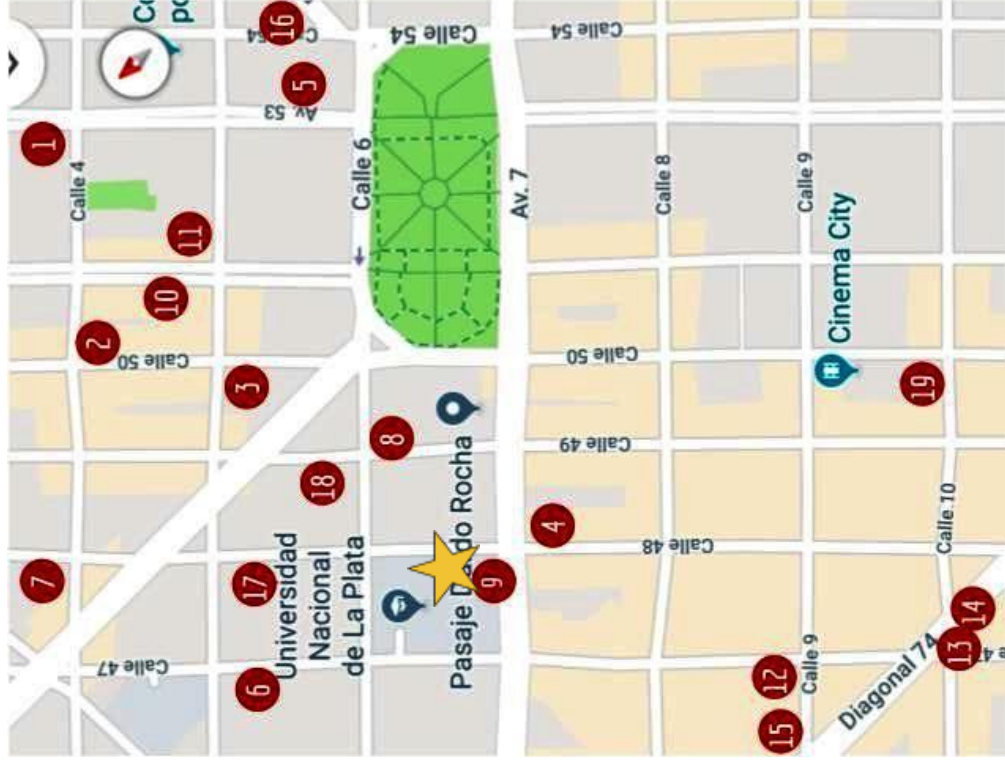 16
Calle 54
Calle 54
5
Av. 53
1
Calle 4
Calle 6
Av. 7
Calle 8
Calle 9
11
10
2
Calle 50
3
Calle 50
Cinema City
19
8
18
Calle 49
4
Calle 48
Calle 10
7
17
Universidad
Nacional
de La Plata
Pasaje Dardo Rocha
9
6
Calle 47
14
13
12
15
Calle 9
Diagonal 74